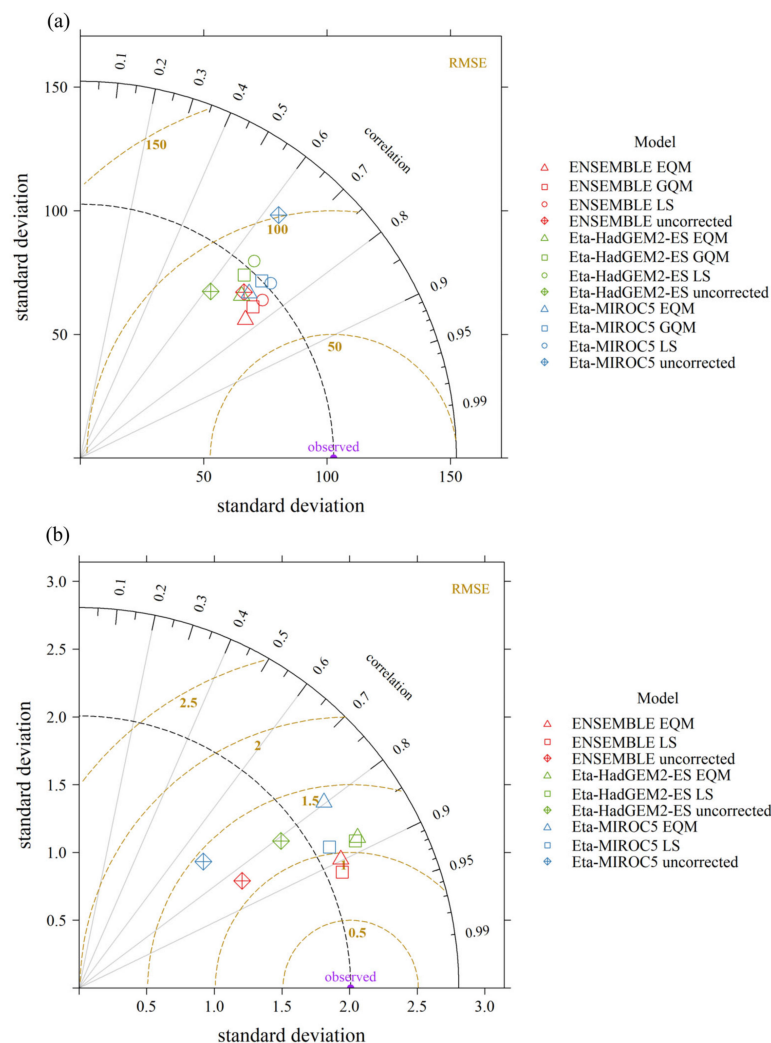 (a)
RMSE
150
100
50
standard deviation
0.1
0.2
0.3
0.4
0.5
0.6
0.7
0.8
0.9
0.95
0.99
correlation
150
100
50
observed
50
100
150
standard deviation
Model
ENSEMBLE EQM
ENSEMBLE GQM
ENSEMBLE LS
ENSEMBLE uncorrected
Eta-HadGEM2-ES EQM
Eta-HadGEM2-ES GQM
Eta-HadGEM2-ES LS
Eta-HadGEM2-ES uncorrected
Eta-MIROC5 EQM
Eta-MIROC5 GQM
Eta-MIROC5 LS
Eta-MIROC5 uncorrected
(b)
RMSE
3.0
2.5
2.0
1.5
1.0
0.5
standard deviation
0.1
0.2
0.3
0.4
0.5
0.6
0.7
0.8
0.9
0.95
0.99
correlation
2.5
2
1.5
1
0.5
observed
0.5
1.0
1.5
2.0
2.5
3.0
standard deviation
Model
ENSEMBLE EQM
ENSEMBLE LS
ENSEMBLE uncorrected
Eta-HadGEM2-ES EQM
Eta-HadGEM2-ES LS
Eta-HadGEM2-ES uncorrected
Eta-MIROC5 EQM
Eta-MIROC5 LS
Eta-MIROC5 uncorrected